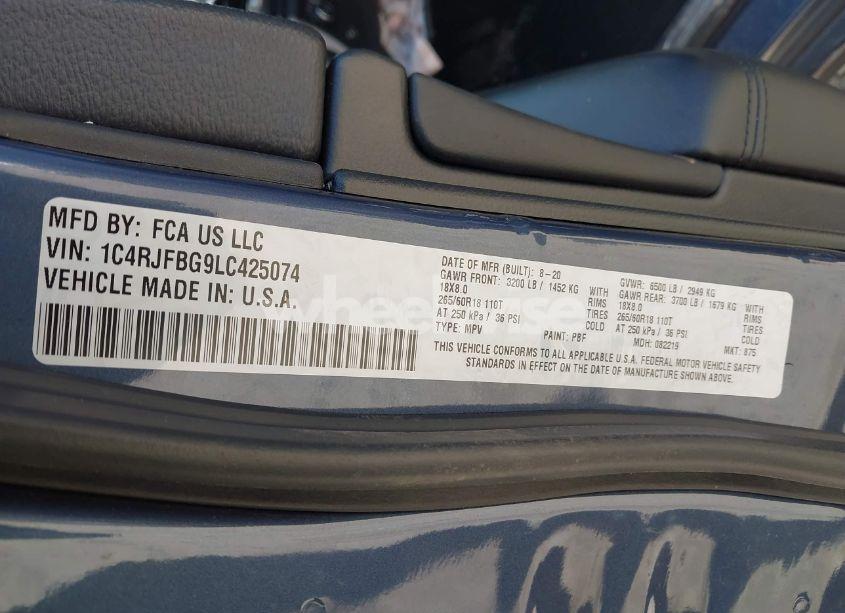 MFD BY: FCA US LLC
VIN: 1C4RJFBG9LC425074
VEHICLE MADE IN: U.S.A.
DATE OF MFR (BUILT): 8-20 GVWR: 6500 LB / 2949 KG
GAWR FRONT: 3200 LB / 1452 KG WITH GAWR REAR: 3700 LB / 1679 KG WITH
18X8.0 RIMS 18X8.0 RIMS
265/60R18 110T TIRES 265/60R18 110T TIRES
AT 250 kPa / 36 PSI COLD AT 250 kPa / 36 PSI COLD
TYPE: MPV PAINT: PBF MDH: 082219 MKT: 875
THIS VEHICLE CONFORMS TO ALL APPLICABLE U.S.A. FEDERAL MOTOR VEHICLE SAFETY
STANDARDS IN EFFECT ON THE DATE OF MANUFACTURE SHOWN ABOVE.